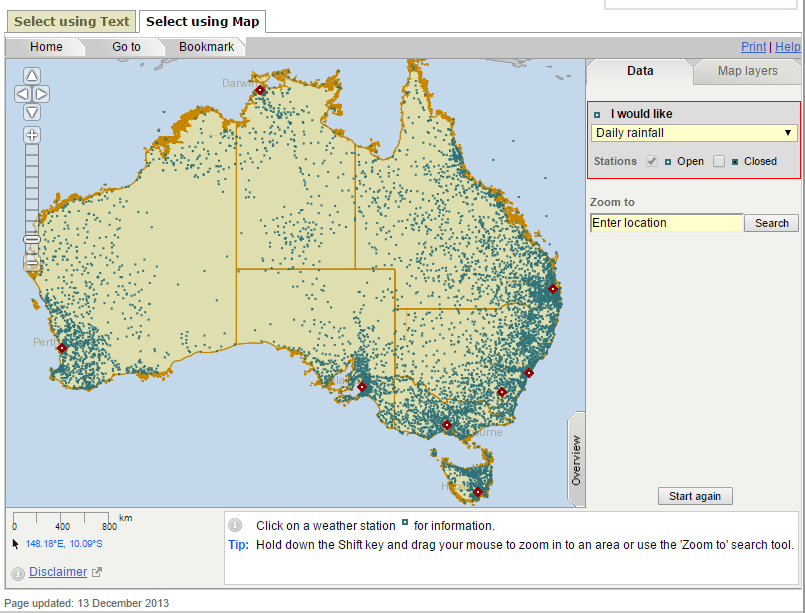 Select using Text
Select using Map
Home
Go to
Bookmark
Print | Help
Data
Map layers
I would like
Daily rainfall
Stations
Open
Closed
Zoom to
Enter location
Search
Perth
Overview
Start again
km
0 400 800
148.18°E, 10.09°S
Disclaimer
Click on a weather station for information.
Tip: Hold down the Shift key and drag your mouse to zoom in to an area or use the 'Zoom to' search tool.
Page updated: 13 December 2013